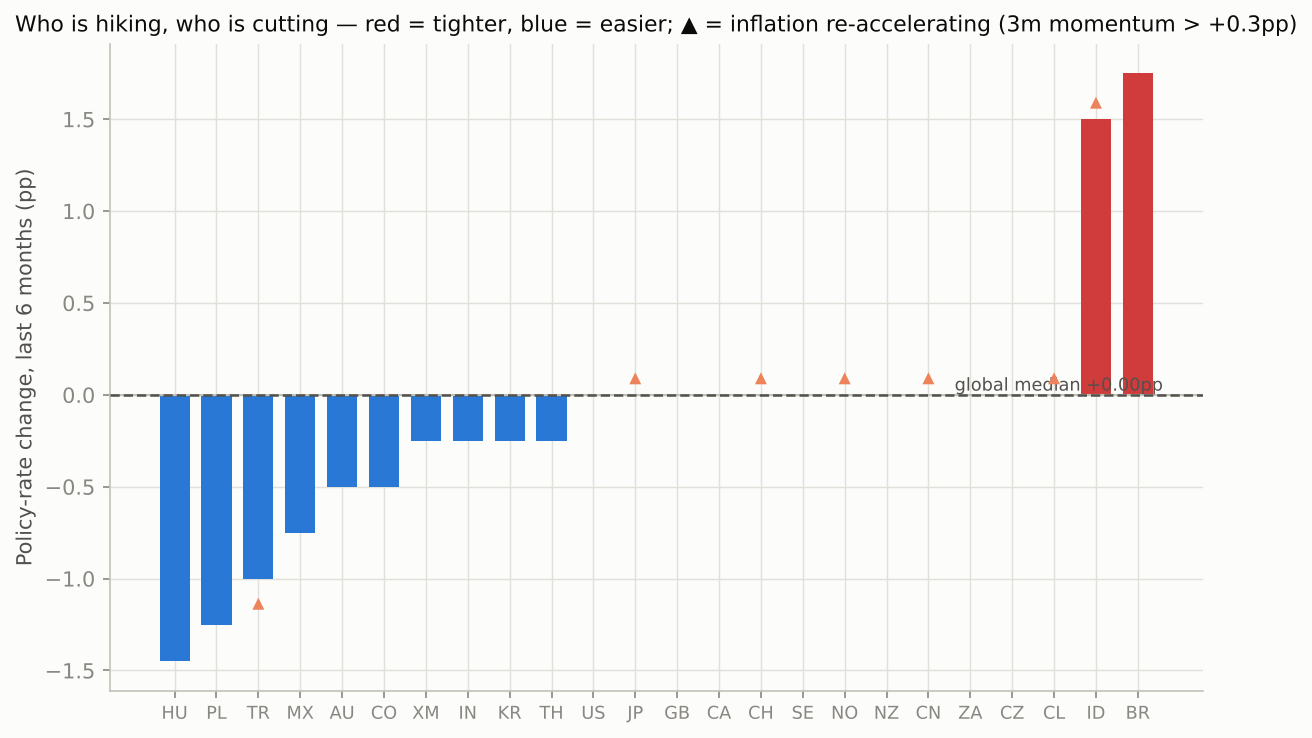 Who is hiking, who is cutting — red = tighter, blue = easier; ▲ = inflation re-accelerating (3m momentum > +0.3pp)
Policy-rate change, last 6 months (pp)
1.5
1.0
0.5
0.0
−0.5
−1.0
−1.5
global median +0.00pp
HU PL TR MX AU CO XM IN KR TH US JP GB CA CH SE NO NZ CN ZA CZ CL ID BR